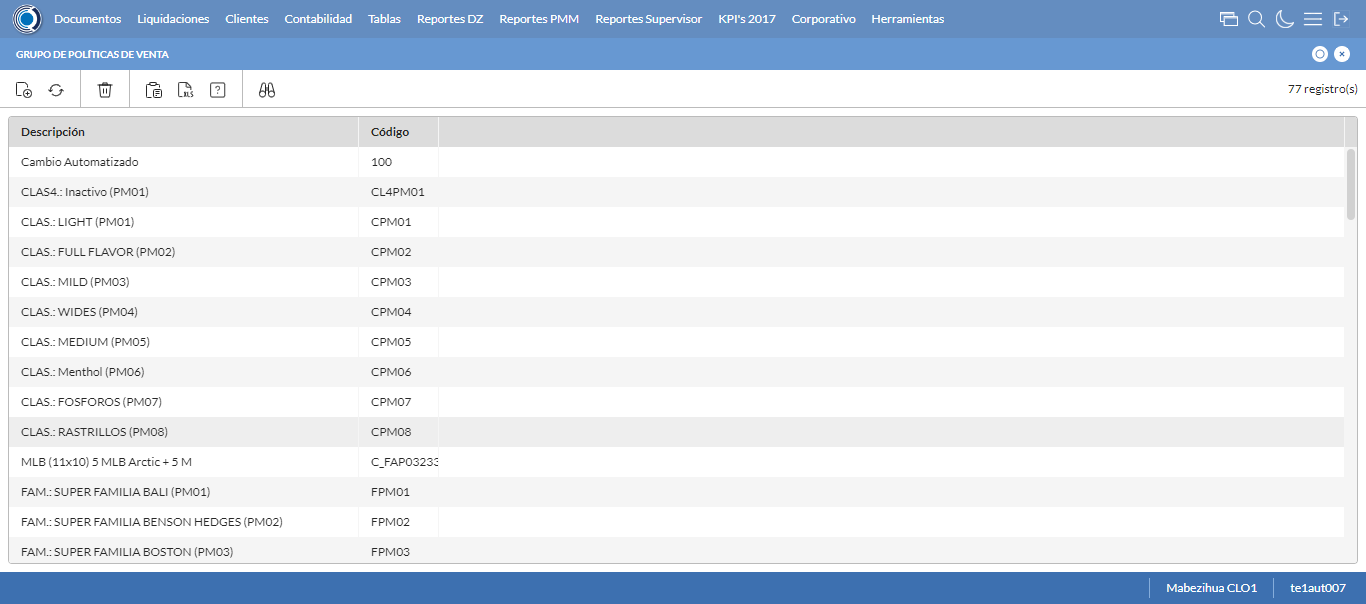 Documentos Liquidaciones Clientes Contabilidad Tablas Reportes DZ Reportes PMM Reportes Supervisor KPI's 2017 Corporativo Herramientas
GRUPO DE POLÍTICAS DE VENTA
XLS ? 77 registro(s)
Descripción Código
Cambio Automatizado 100
CLAS4.: Inactivo (PM01) CL4PM01
CLAS.: LIGHT (PM01) CPM01
CLAS.: FULL FLAVOR (PM02) CPM02
CLAS.: MILD (PM03) CPM03
CLAS.: WIDES (PM04) CPM04
CLAS.: MEDIUM (PM05) CPM05
CLAS.: Menthol (PM06) CPM06
CLAS.: FOSFOROS (PM07) CPM07
CLAS.: RASTRILLOS (PM08) CPM08
MLB (11x10) 5 MLB Arctic + 5 M C_FAP03233
FAM.: SUPER FAMILIA BALI (PM01) FPM01
FAM.: SUPER FAMILIA BENSON HEDGES (PM02) FPM02
FAM.: SUPER FAMILIA BOSTON (PM03) FPM03
Mabezihua CLO1 te1aut007